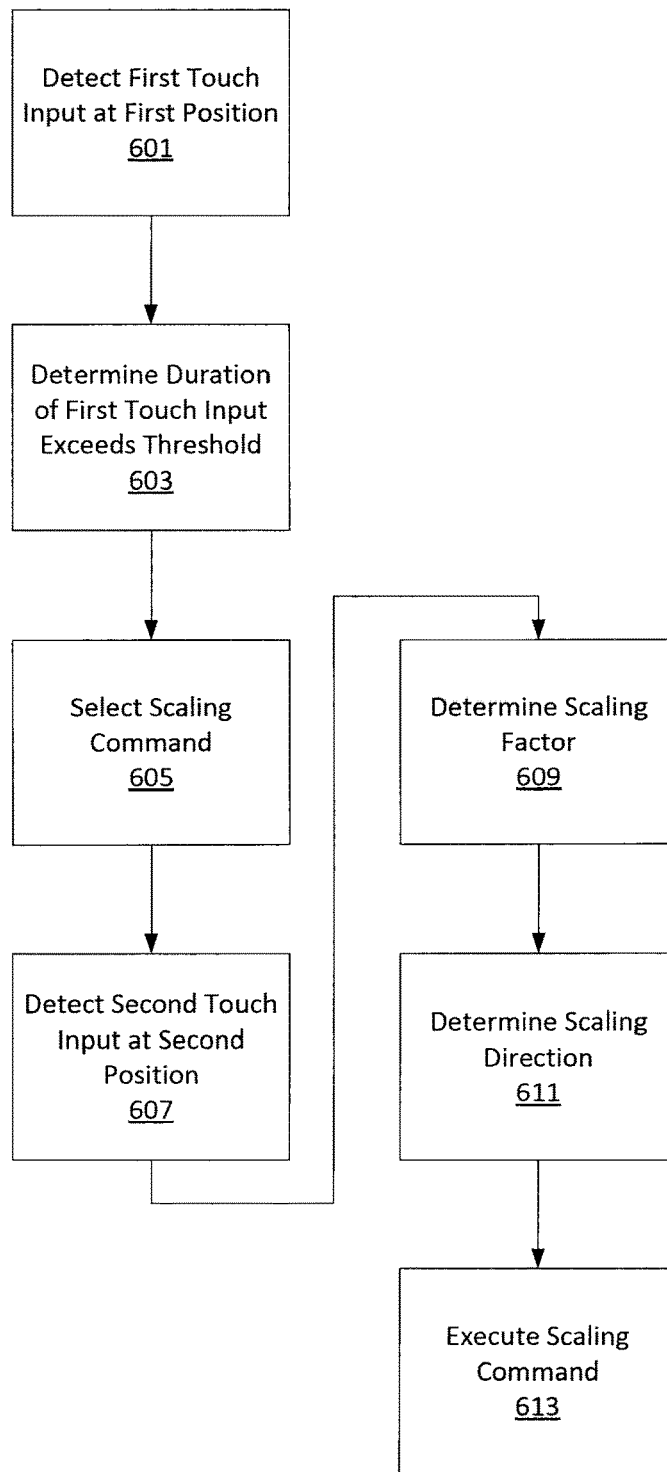 Detect First Touch
Input at First Position
601
Determine Duration
of First Touch Input
Exceeds Threshold
603
Select Scaling
Command
605
Detect Second Touch
Input at Second
Position
607
Determine Scaling
Factor
609
Determine Scaling
Direction
611
Execute Scaling
Command
613